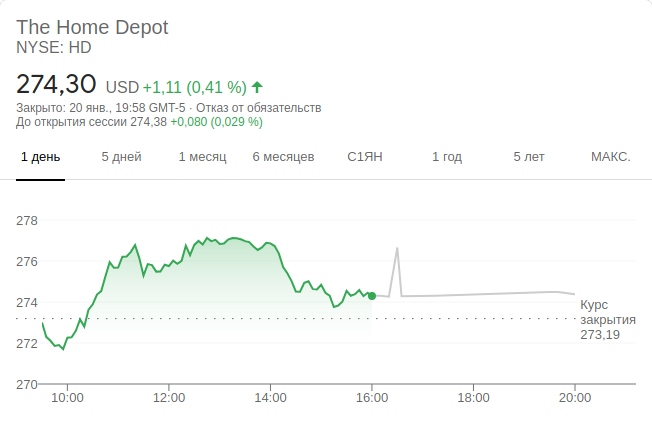 The Home Depot
NYSE: HD
274,30 USD +1,11 (0,41 %)
Закрыто: 20 янв., 19:58 GMT-5 · Отказ от обязательств
До открытия сессии 274,38 +0,080 (0,029 %)
1 день 5 дней 1 месяц 6 месяцев С1ЯН 1 год 5 лет МАКС.
278
276
274
272
270
Курс
закрытия
273,19
10:00 12:00 14:00 16:00 18:00 20:00